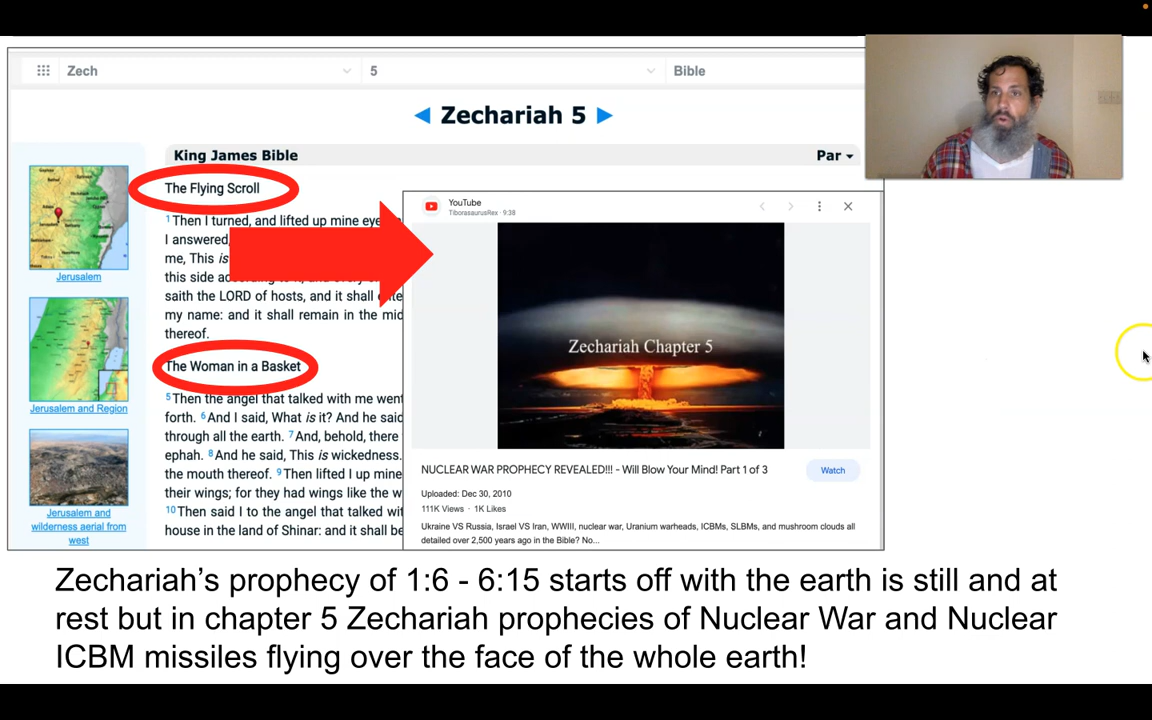 Zech
5
Bible
Zechariah 5
King James Bible
Par
The Flying Scroll
1Then I turned, and lifted up mine eye
I answered,
me, This is
this side
saith the LORD of hosts, and it shall
my name: and it shall remain in the mid
thereof.
The Woman in a Basket
5Then the angel that talked with me went
forth. 6And I said, What is it? And he said
through all the earth. 7And, behold, there
ephah. 8And he said, This is wickedness.
the mouth thereof. 9Then lifted I up mine
their wings; for they had wings like the w
10Then said I to the angel that talked wit
house in the land of Shinar: and it shall be
Jerusalem
Jerusalem and Region
Jerusalem and
wilderness aerial from
west
YouTube
TiborasaurusRex · 9:38
Zechariah Chapter 5
NUCLEAR WAR PROPHECY REVEALED!!! - Will Blow Your Mind! Part 1 of 3
Watch
Uploaded: Dec 30, 2010
111K Views · 1K Likes
Ukraine VS Russia, Israel VS Iran, WWIII, nuclear war, Uranium warheads, ICBMs, SLBMs, and mushroom clouds all
detailed over 2,500 years ago in the Bible? No...
Zechariah's prophecy of 1:6 - 6:15 starts off with the earth is still and at
rest but in chapter 5 Zechariah prophecies of Nuclear War and Nuclear
ICBM missiles flying over the face of the whole earth!